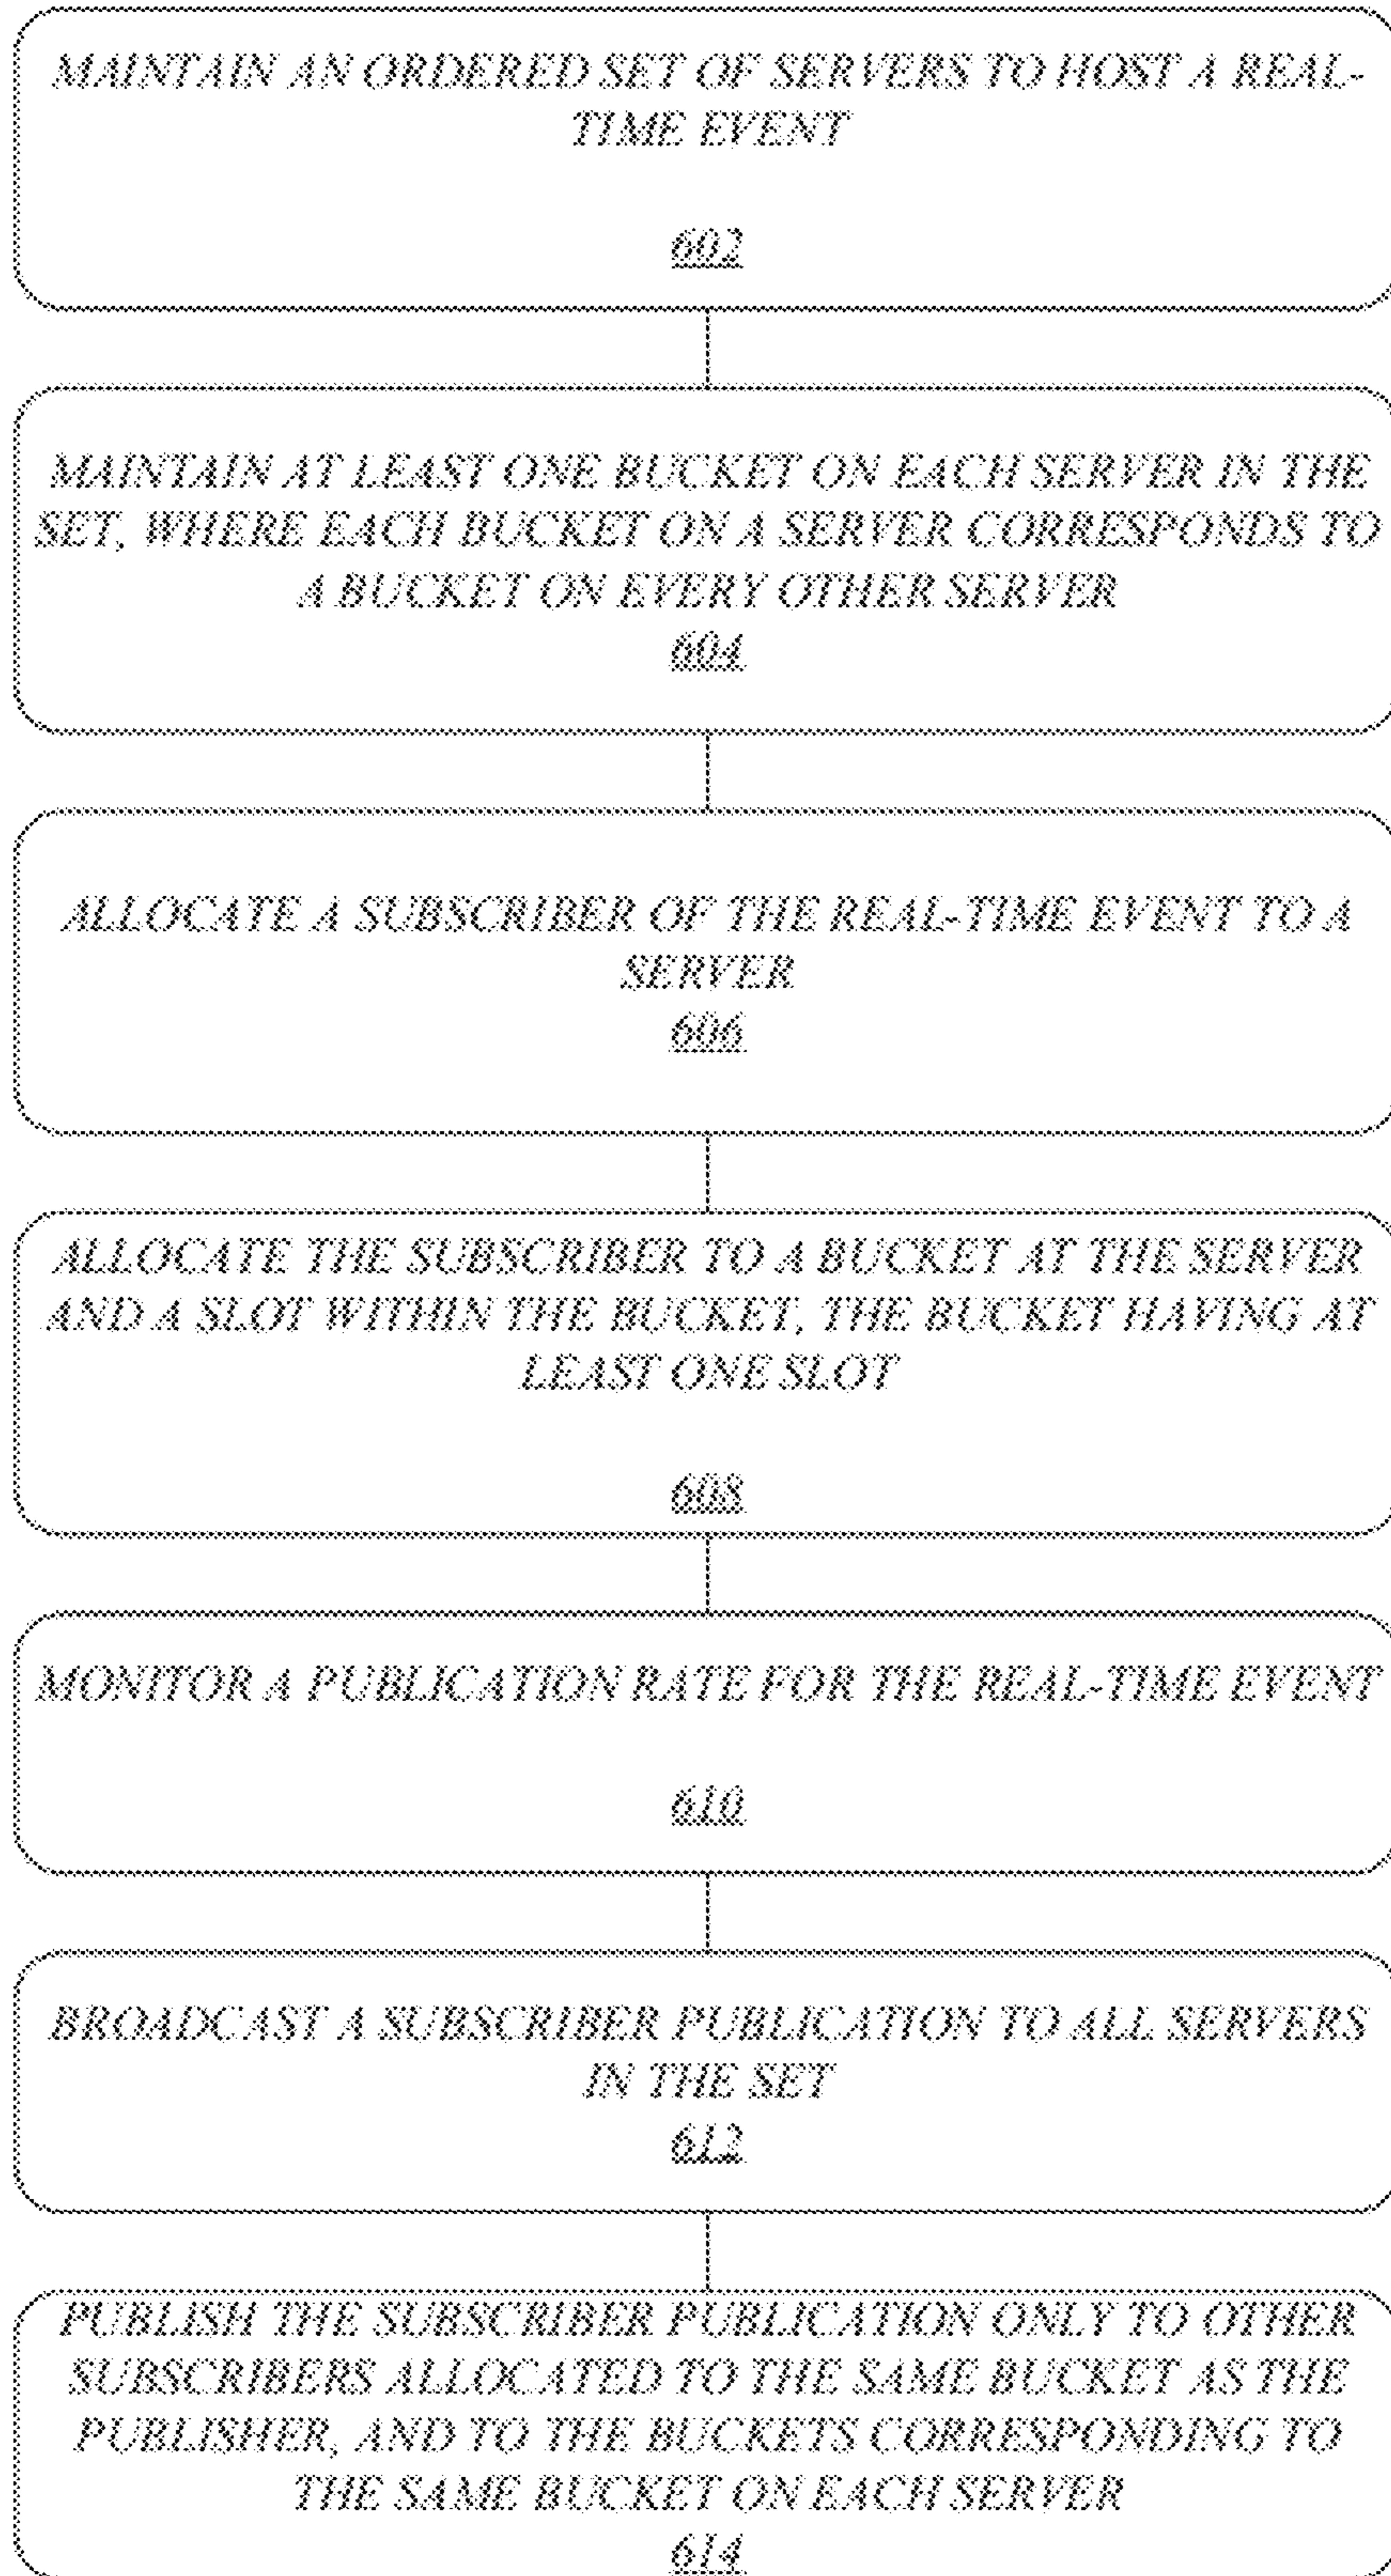 MAINTAIN AN ORDERED SET OF SERVERS TO HOST A REAL-
TIME EVENT
602
MAINTAIN AT LEAST ONE BUCKET ON EACH SERVER IN THE
SET, WHERE EACH BUCKET ON A SERVER CORRESPONDS TO
A BUCKET ON EVERY OTHER SERVER
604
ALLOCATE A SUBSCRIBER OF THE REAL-TIME EVENT TO A
SERVER
606
ALLOCATE THE SUBSCRIBER TO A BUCKET AT THE SERVER
AND A SLOT WITHIN THE BUCKET, THE BUCKET HAVING AT
LEAST ONE SLOT
608
MONITOR A PUBLICATION RATE FOR THE REAL-TIME EVENT
610
BROADCAST A SUBSCRIBER PUBLICATION TO ALL SERVERS
IN THE SET
612
PUBLISH THE SUBSCRIBER PUBLICATION ONLY TO OTHER
SUBSCRIBERS ALLOCATED TO THE SAME BUCKET AS THE
PUBLISHER, AND TO THE BUCKETS CORRESPONDING TO
THE SAME BUCKET ON EACH SERVER
614